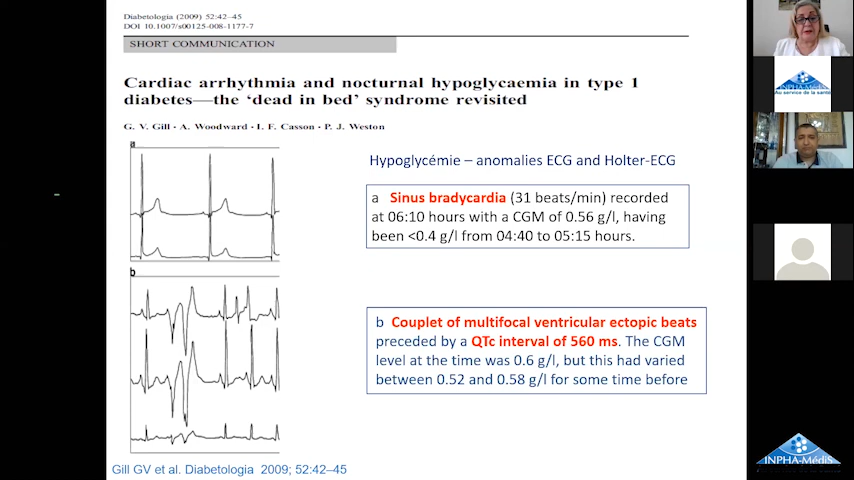 Diabetologia (2009) 52:42–45
DOI 10.1007/s00125-008-1177-7
SHORT COMMUNICATION
Cardiac arrhythmia and nocturnal hypoglycaemia in type 1
diabetes—the ‘dead in bed’ syndrome revisited
G. V. Gill · A. Woodward · I. F. Casson · P. J. Weston
a
b
Hypoglycémie – anomalies ECG and Holter-ECG
a Sinus bradycardia (31 beats/min) recorded
at 06:10 hours with a CGM of 0.56 g/l, having
been <0.4 g/l from 04:40 to 05:15 hours.
b Couplet of multifocal ventricular ectopic beats
preceded by a QTc interval of 560 ms. The CGM
level at the time was 0.6 g/l, but this had varied
between 0.52 and 0.58 g/l for some time before
Gill GV et al. Diabetologia 2009; 52:42–45
INPHA-MédiS
Au service de la santé
INPHA-MédiS